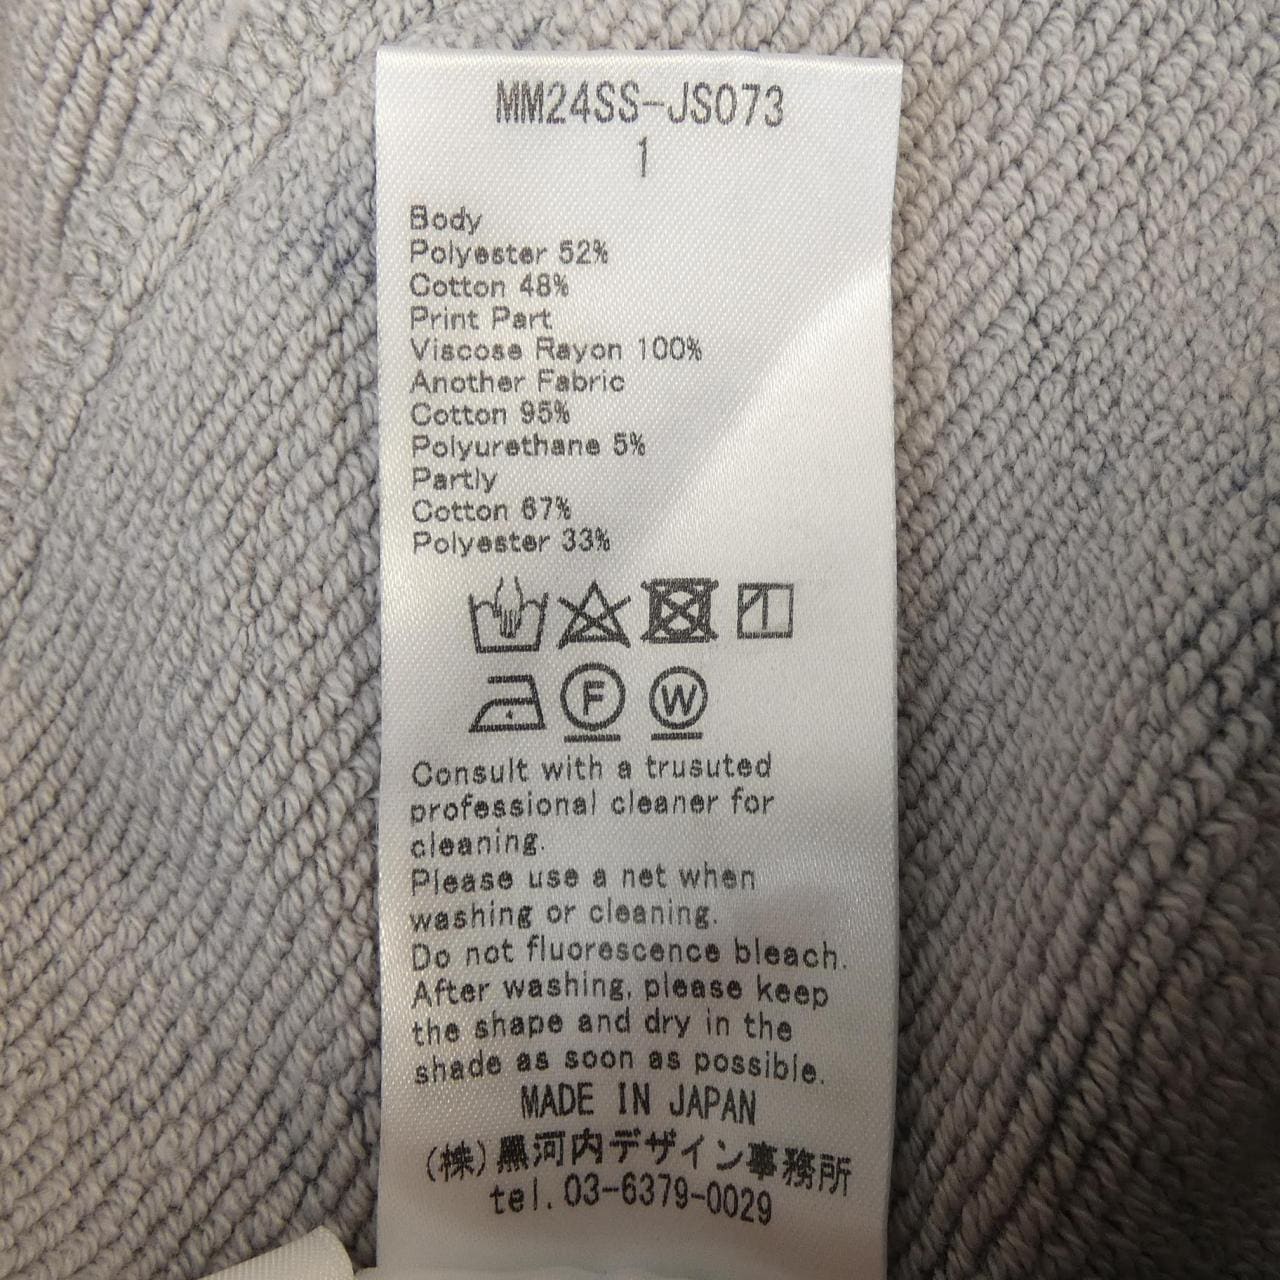 MM24SS-JS073
1
Body
Polyester 52%
Cotton 48%
Print Part
Viscose Rayon 100%
Another Fabric
Cotton 95%
Polyurethane 5%
Partly
Cotton 67%
Polyester 33%
F W
Consult with a trusuted
professional cleaner for
cleaning.
Please use a net when
washing or cleaning.
Do not fluorescence bleach.
After washing, please keep
the shape and dry in the
shade as soon as possible.
MADE IN JAPAN
(株)黒河内デザイン事務所
tel. 03-6379-0029